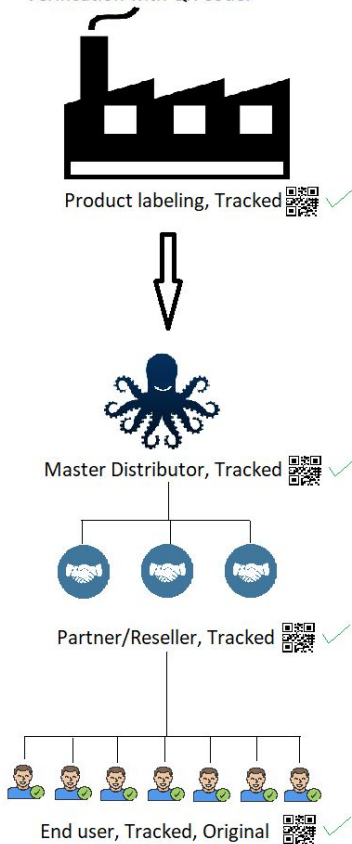 Product labeling, Tracked
Master Distributor, Tracked
Partner/Reseller, Tracked
End user, Tracked, Original